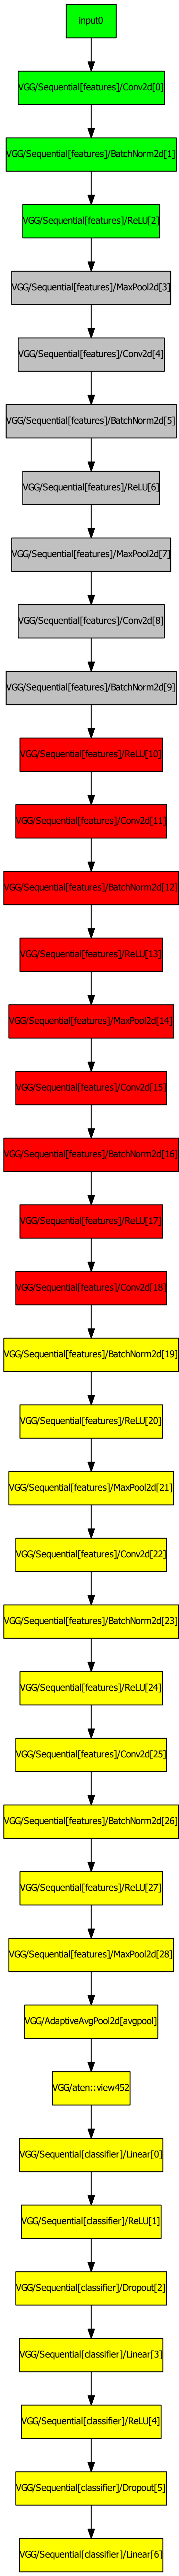 input0
VGG/Sequential[features]/Conv2d[0]
VGG/Sequential[features]/BatchNorm2d[1]
VGG/Sequential[features]/ReLU[2]
VGG/Sequential[features]/MaxPool2d[3]
VGG/Sequential[features]/Conv2d[4]
VGG/Sequential[features]/BatchNorm2d[5]
VGG/Sequential[features]/ReLU[6]
VGG/Sequential[features]/MaxPool2d[7]
VGG/Sequential[features]/Conv2d[8]
VGG/Sequential[features]/BatchNorm2d[9]
VGG/Sequential[features]/ReLU[10]
VGG/Sequential[features]/Conv2d[11]
VGG/Sequential[features]/BatchNorm2d[12]
VGG/Sequential[features]/ReLU[13]
VGG/Sequential[features]/MaxPool2d[14]
VGG/Sequential[features]/Conv2d[15]
VGG/Sequential[features]/BatchNorm2d[16]
VGG/Sequential[features]/ReLU[17]
VGG/Sequential[features]/Conv2d[18]
VGG/Sequential[features]/BatchNorm2d[19]
VGG/Sequential[features]/ReLU[20]
VGG/Sequential[features]/MaxPool2d[21]
VGG/Sequential[features]/Conv2d[22]
VGG/Sequential[features]/BatchNorm2d[23]
VGG/Sequential[features]/ReLU[24]
VGG/Sequential[features]/Conv2d[25]
VGG/Sequential[features]/BatchNorm2d[26]
VGG/Sequential[features]/ReLU[27]
VGG/Sequential[features]/MaxPool2d[28]
VGG/AdaptiveAvgPool2d[avgpool]
VGG/aten::view452
VGG/Sequential[classifier]/Linear[0]
VGG/Sequential[classifier]/ReLU[1]
VGG/Sequential[classifier]/Dropout[2]
VGG/Sequential[classifier]/Linear[3]
VGG/Sequential[classifier]/ReLU[4]
VGG/Sequential[classifier]/Dropout[5]
VGG/Sequential[classifier]/Linear[6]